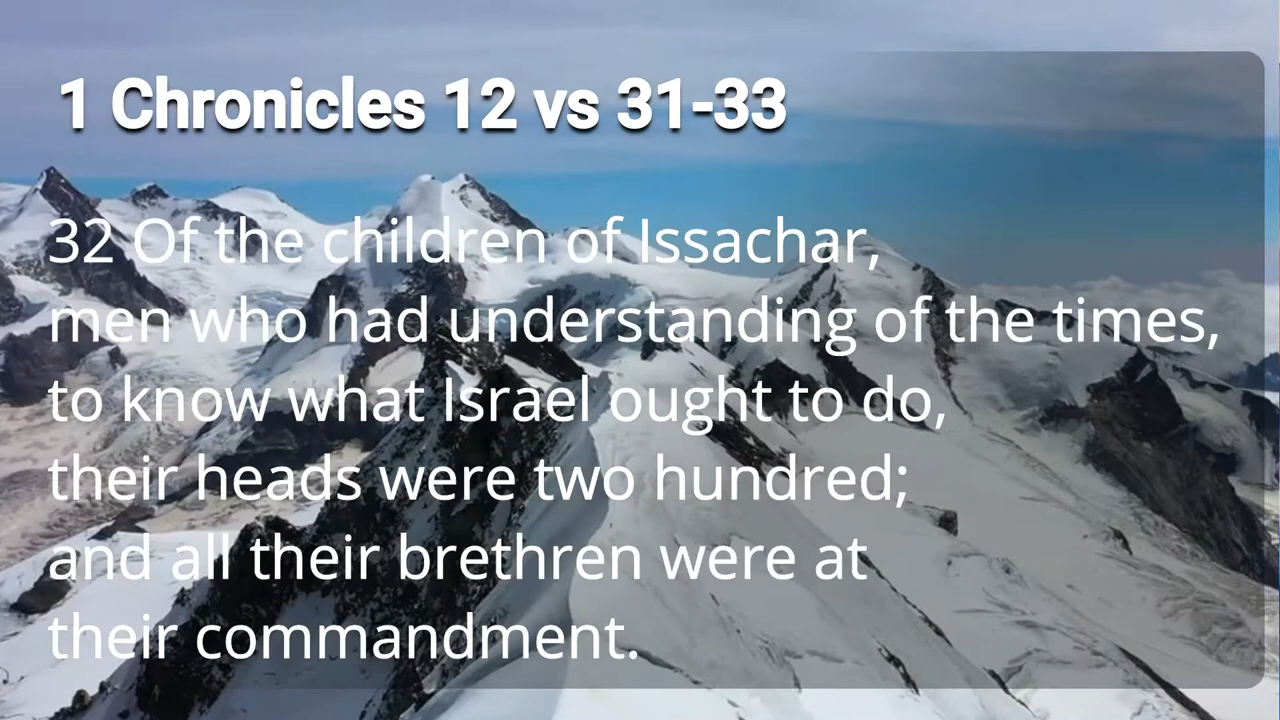 1 Chronicles 12 vs 31-33
32 Of the children of Issachar,
men who had understanding of the times,
to know what Israel ought to do,
their heads were two hundred;
and all their brethren were at
their commandment.